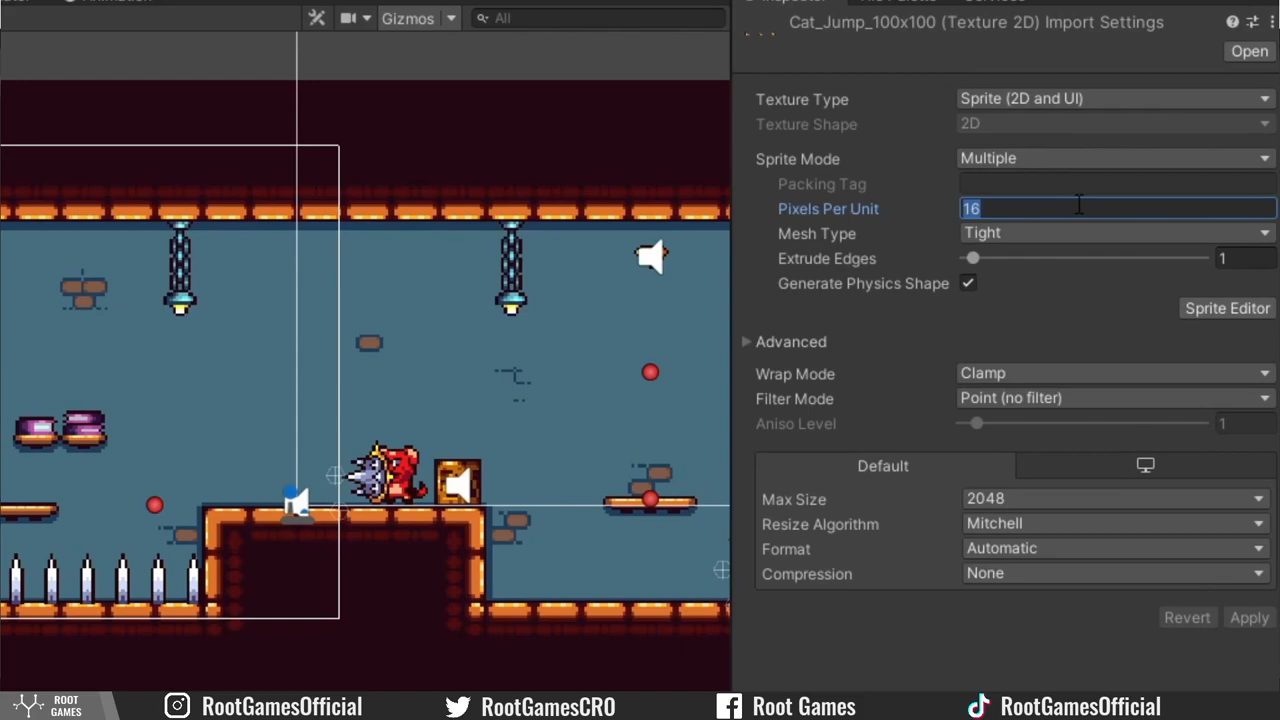 Gizmos
All
Cat_Jump_100x100 (Texture 2D) Import Settings
Open
Texture Type Sprite (2D and UI)
Texture Shape 2D
Sprite Mode Multiple
Packing Tag
Pixels Per Unit 16
Mesh Type Tight
Extrude Edges 1
Generate Physics Shape
Sprite Editor
Advanced
Wrap Mode Clamp
Filter Mode Point (no filter)
Aniso Level 1
Default
Max Size 2048
Resize Algorithm Mitchell
Format Automatic
Compression None
Revert Apply
ROOT
GAMES
RootGamesOfficial
RootGamesCRO
Root Games
RootGamesOfficial